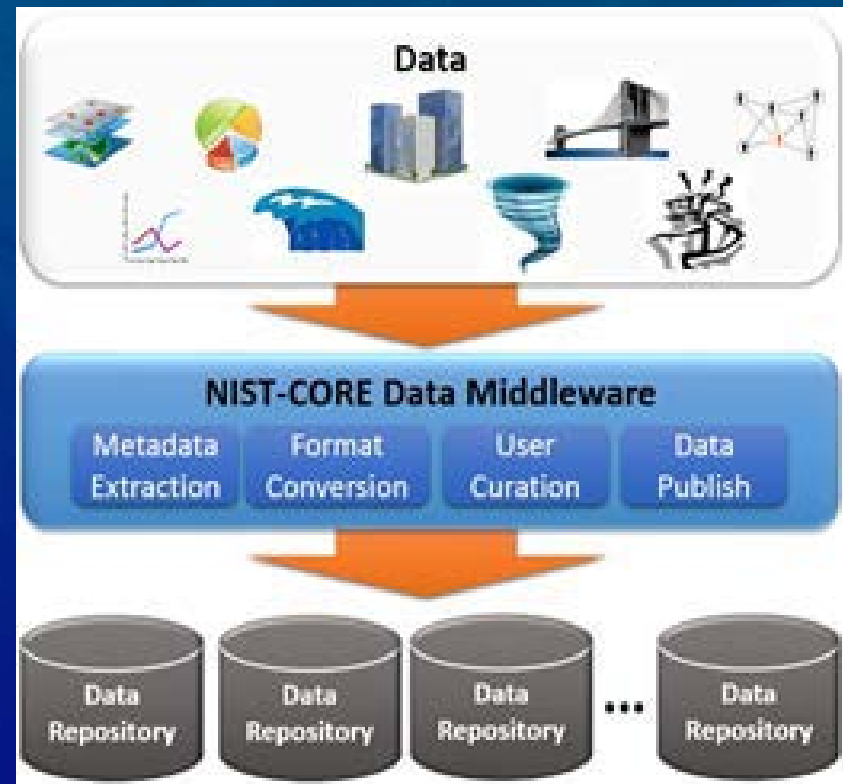 Data
NIST-CORE Data Middleware
Metadata
Extraction
Format
Conversion
User
Curation
Data
Publish
Data
Repository
Data
Repository
Data
Repository
...
Data
Repository